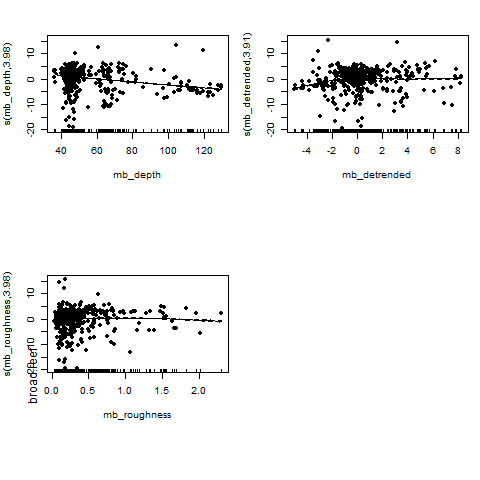 s(mb_depth,3.98)
10
0
-10
-20
40 60 80 100 120
mb_depth
s(mb_detrended,3.91)
10
0
-10
-20
-4 -2 0 2 4 6 8
mb_detrended
s(mb_roughness,3.98)
broad.reef
10
0
-10
-20
0.0 0.5 1.0 1.5 2.0
mb_roughness